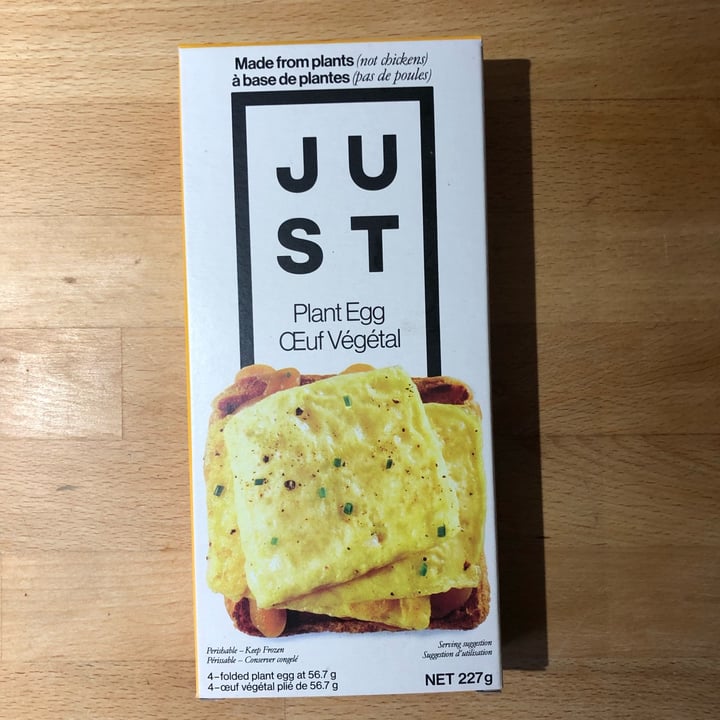 Made from plants (not chickens)
à base de plantes (pas de poules)
J U
S T
Plant Egg
Œuf Végétal
Perishable – Keep Frozen
Périssable – Conserver congelé
4–folded plant egg at 56.7 g
4–œuf végétal plié de 56.7 g
Serving suggestion
Suggestion d'utilisation
NET 227g